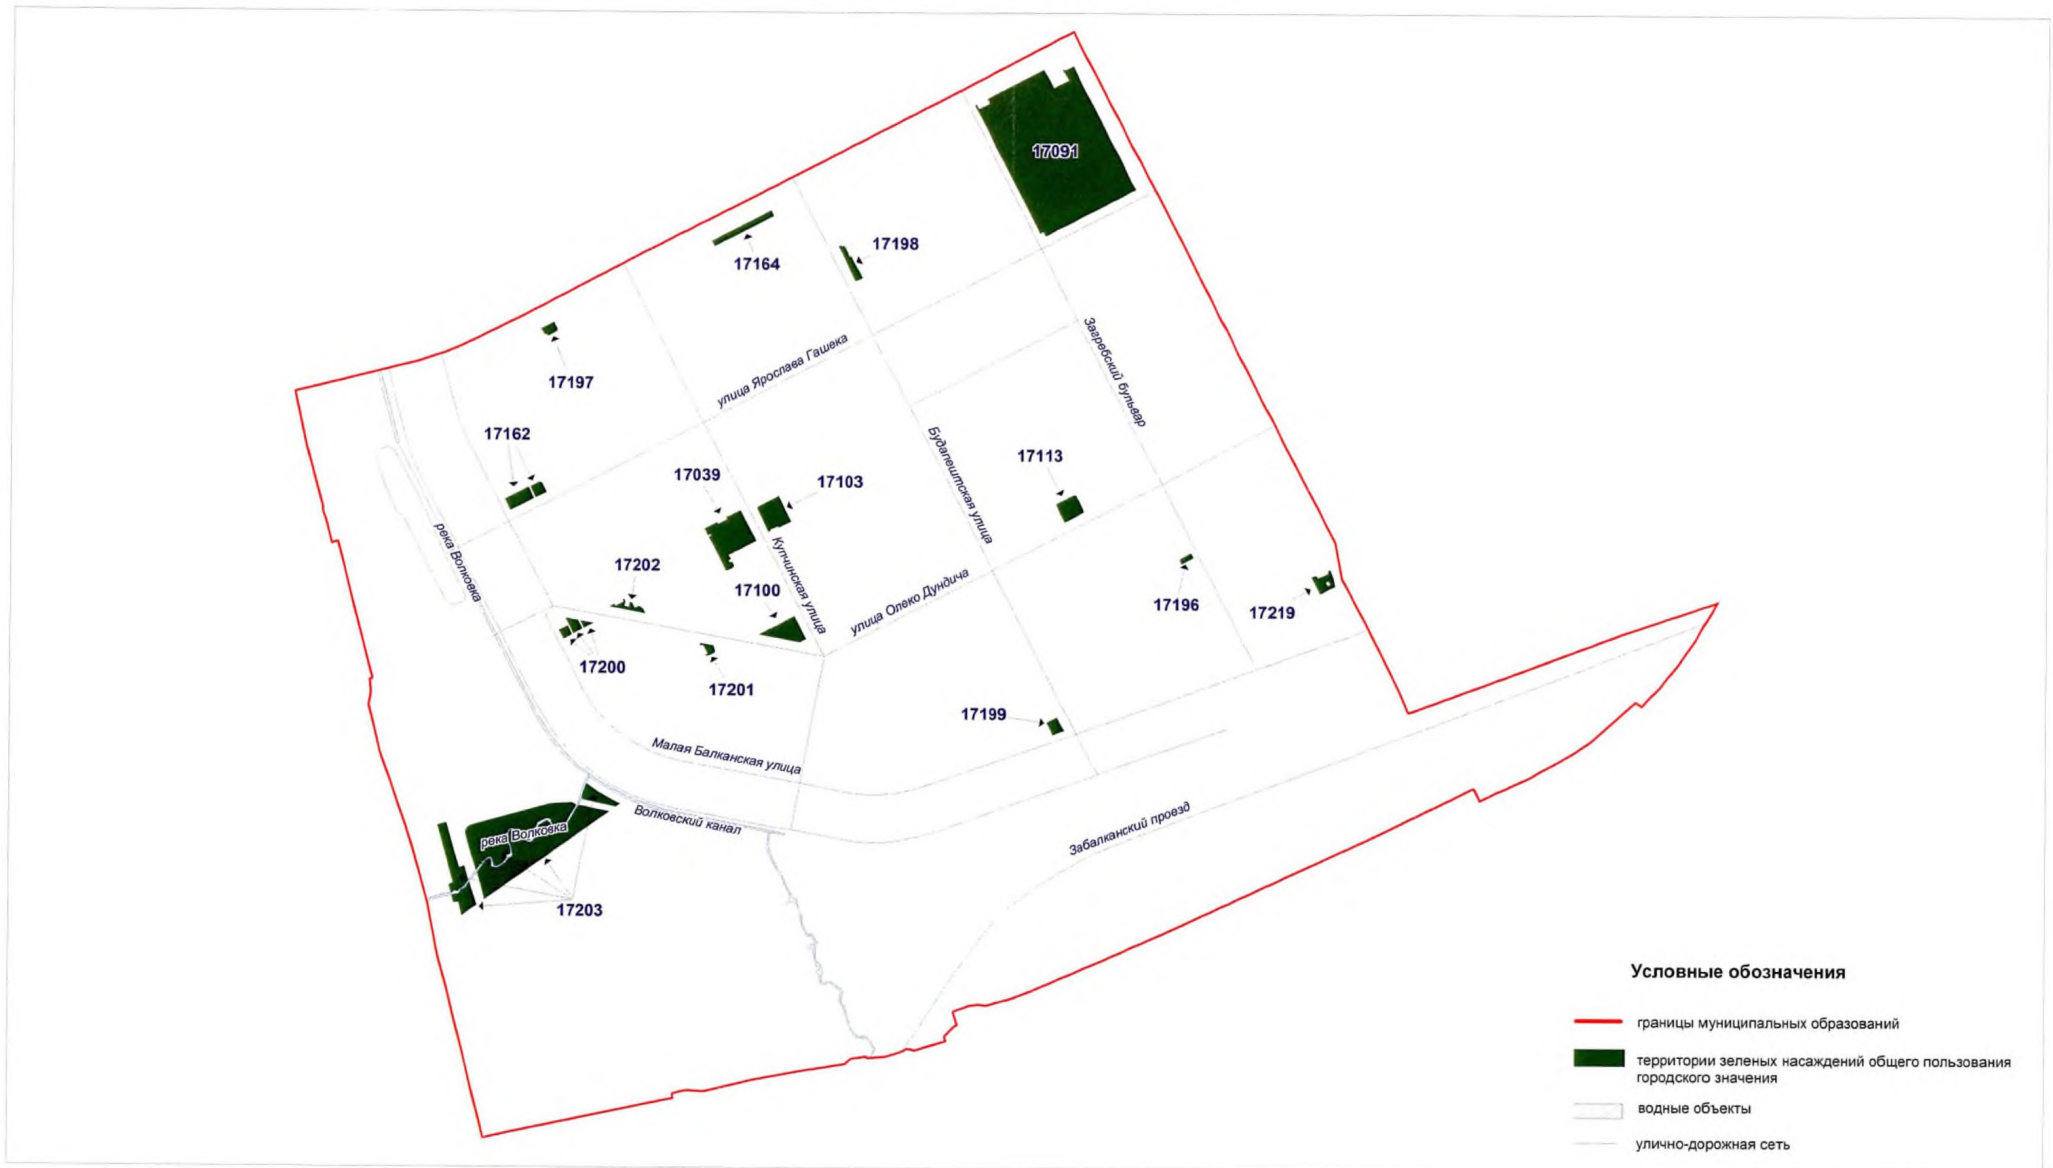 17091
17198
17164
17197
улица Ярослава Гашека
Загребский бульвар
17162
Будапештская улица
17113
17039
17103
река Волковка
Купчинская улица
17202
17100
улица Олеко Дундича
17196
17219
17200
17201
17199
Малая Балканская улица
Волковский канал
река Волковка
Забалканский проезд
17203
Условные обозначения
границы муниципальных образований
территории зеленых насаждений общего пользования
городского значения
водные объекты
улично-дорожная сеть